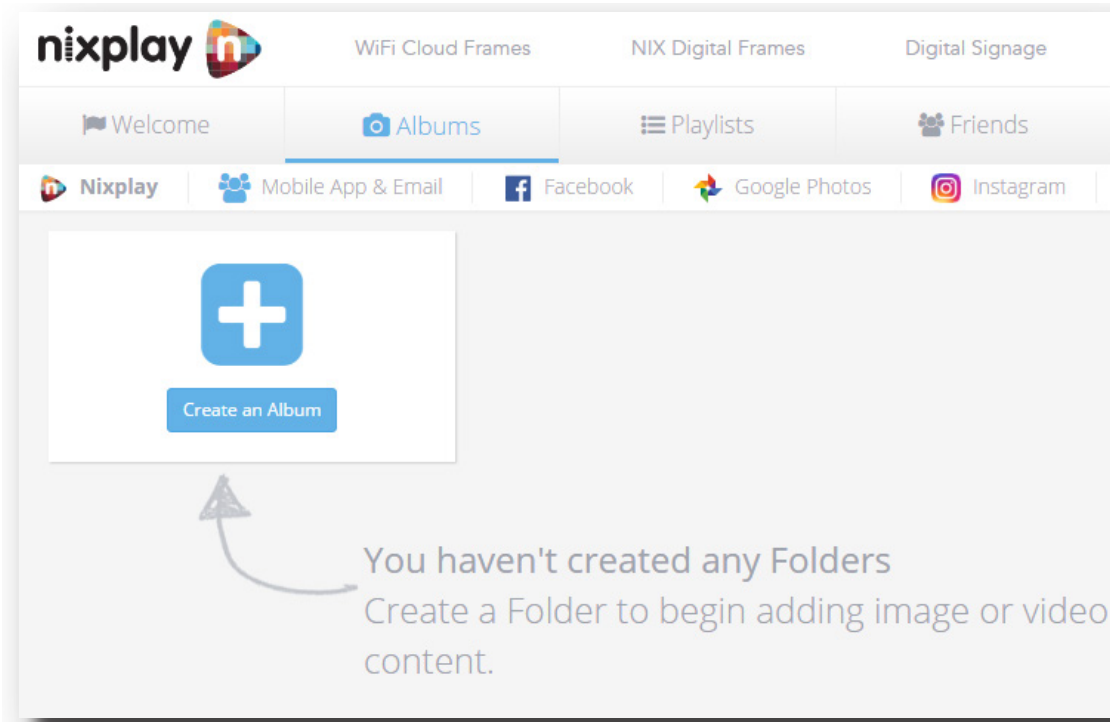 nixplay n
WiFi Cloud Frames
NIX Digital Frames
Digital Signage
Welcome
Albums
Playlists
Friends
Nixplay
Mobile App & Email
Facebook
Google Photos
Instagram
Create an Album
You haven't created any Folders
Create a Folder to begin adding image or video
content.